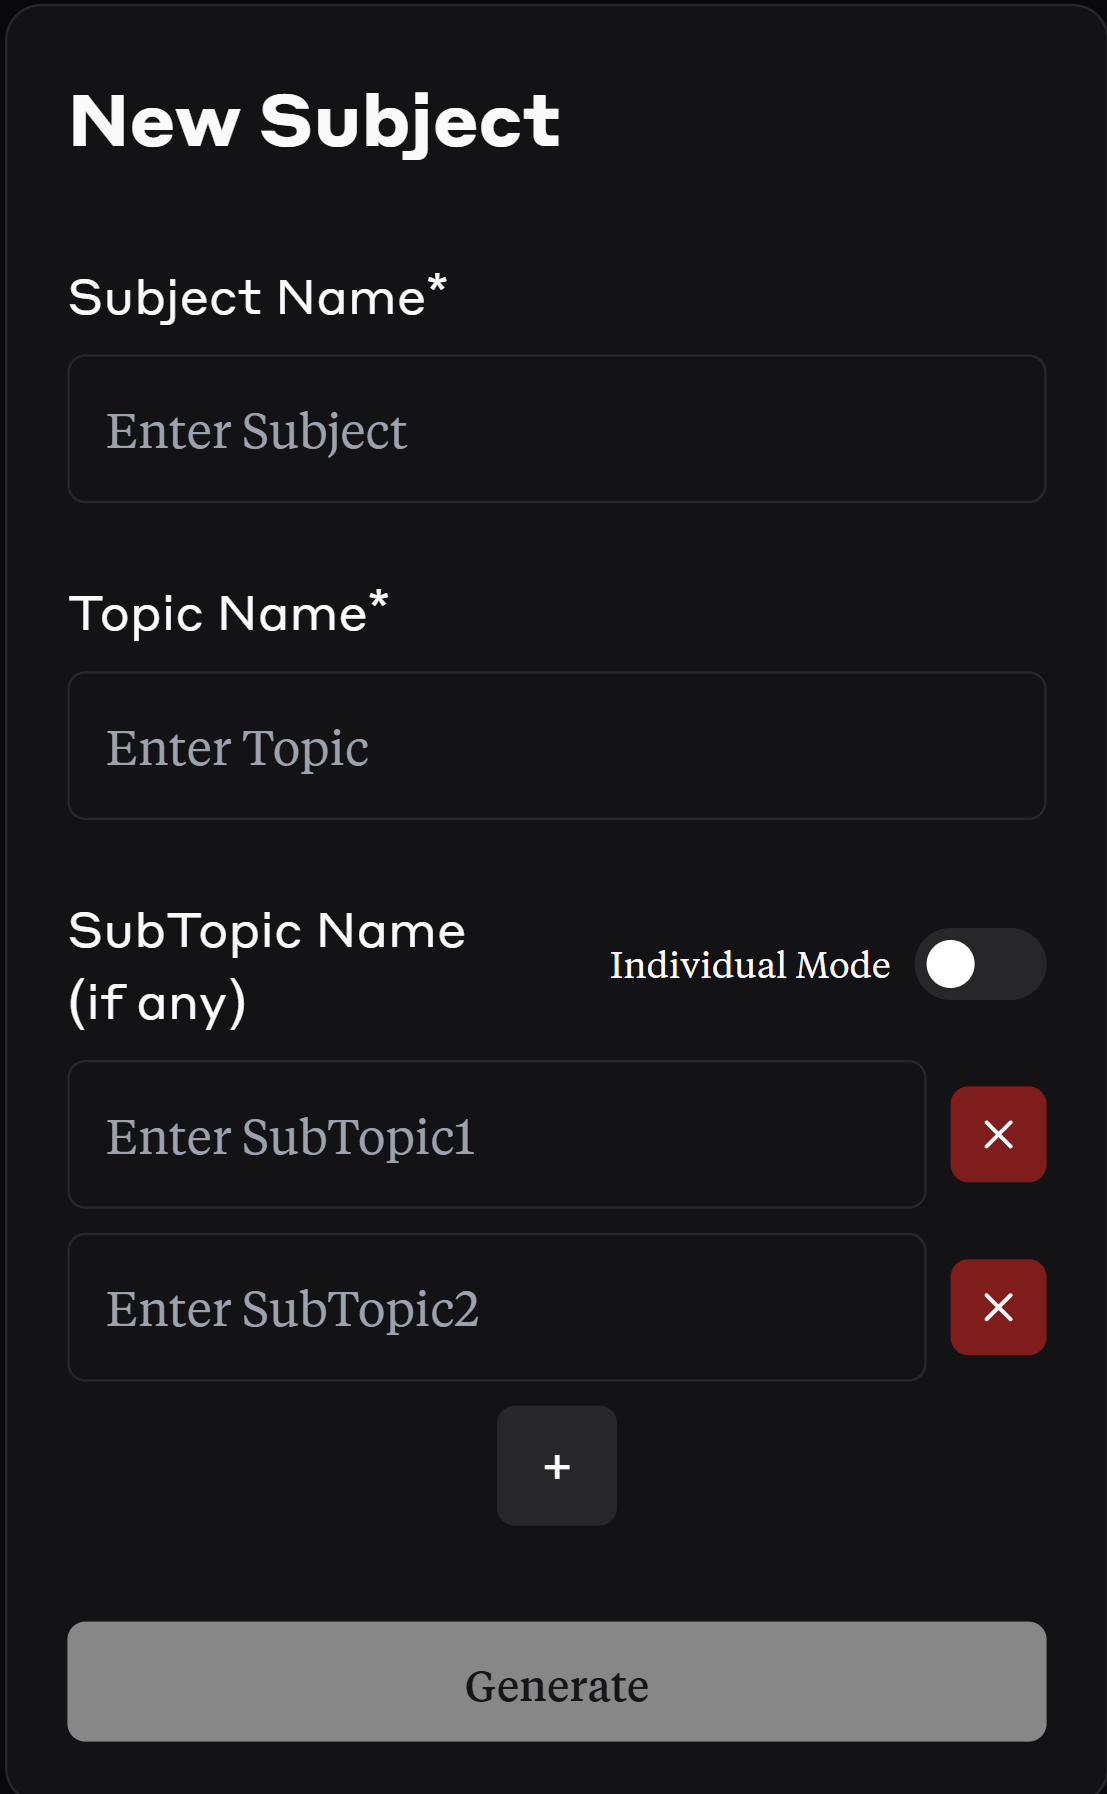 New Subject
Subject Name*
Enter Subject
Topic Name*
Enter Topic
SubTopic Name
(if any)
Individual Mode
Enter SubTopic1
Enter SubTopic2
+
Generate